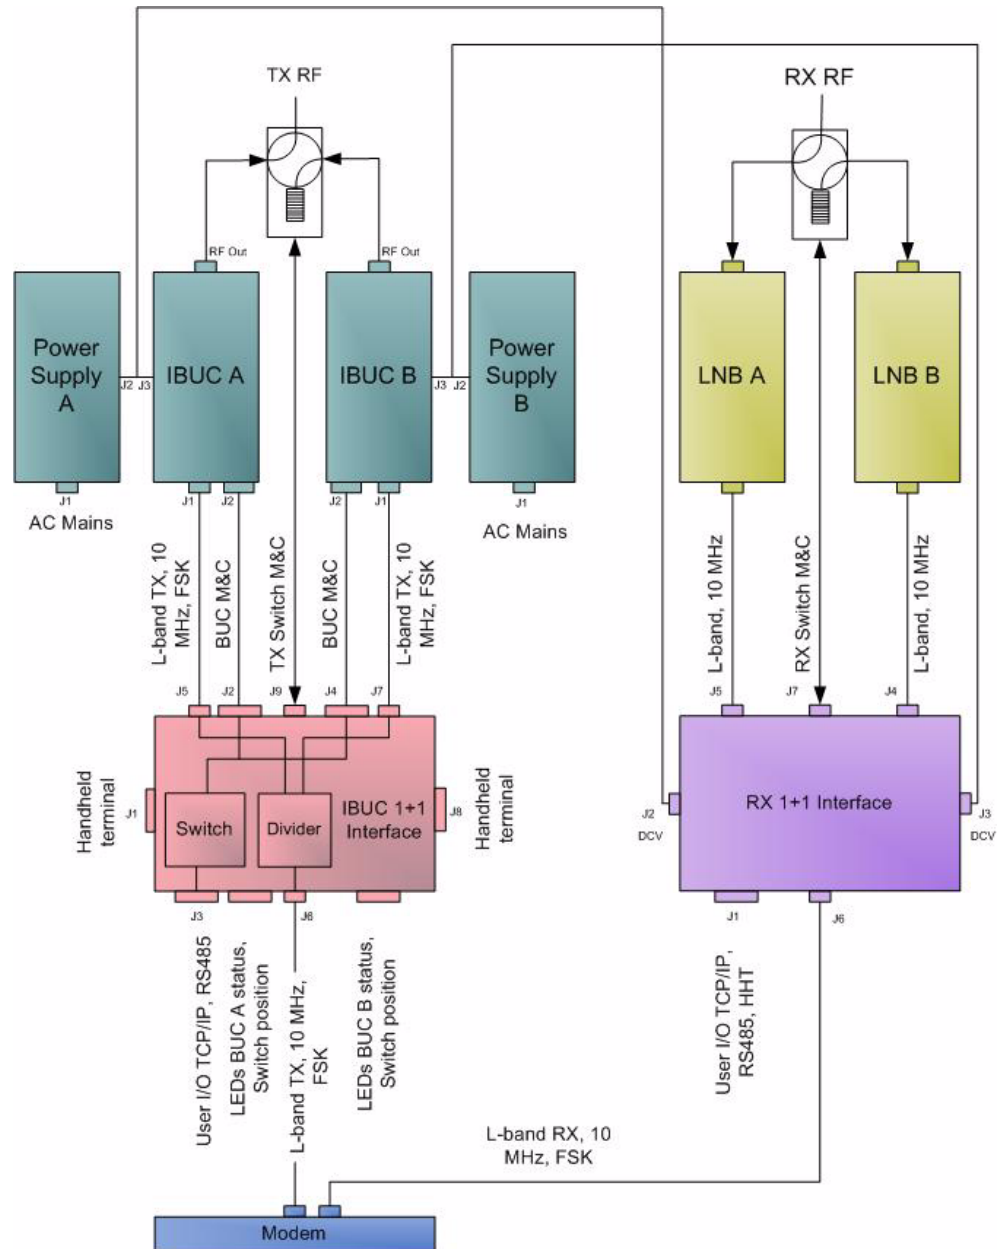 TX RF
RX RF
RF Out
RF Out
Power
Supply
A
J2
J3
IBUC A
IBUC B
J3
J2
Power
Supply
B
LNB A
LNB B
J1
AC Mains
J1
J2
J2
J1
J1
AC Mains
L-band TX, 10
MHz, FSK
BUC M&C
TX Switch M&C
BUC M&C
L-band TX, 10
MHz, FSK
L-band, 10 MHz
RX Switch M&C
L-band, 10 MHz
J5
J2
J9
J4
J7
J5
J7
J4
Handheld
terminal
J1
Switch
Divider
IBUC 1+1
Interface
J8
Handheld
terminal
J2
DCV
RX 1+1 Interface
J3
DCV
J3
J6
J1
J6
User I/O TCP/IP, RS485
LEDs BUC A status,
Switch position
L-band TX, 10 MHz,
FSK
LEDs BUC B status,
Switch position
User I/O TCP/IP,
RS485, HHT
L-band RX, 10
MHz, FSK
Modem